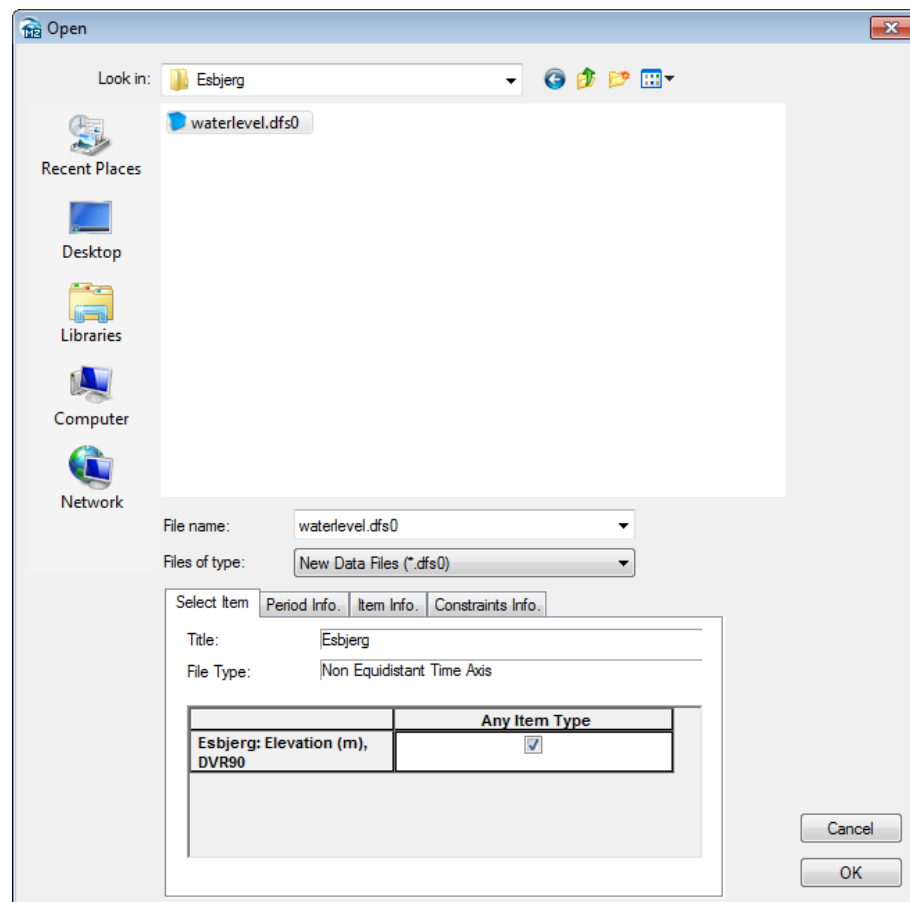 Open
Look in:
Esbjerg
waterlevel.dfs0
Recent Places
Desktop
Libraries
Computer
Network
File name:
waterlevel.dfs0
Files of type:
New Data Files (*.dfs0)
Select Item
Period Info.
Item Info.
Constraints Info.
Title:
Esbjerg
File Type:
Non Equidistant Time Axis
Any Item Type
Esbjerg: Elevation (m),
DVR90
Cancel
OK